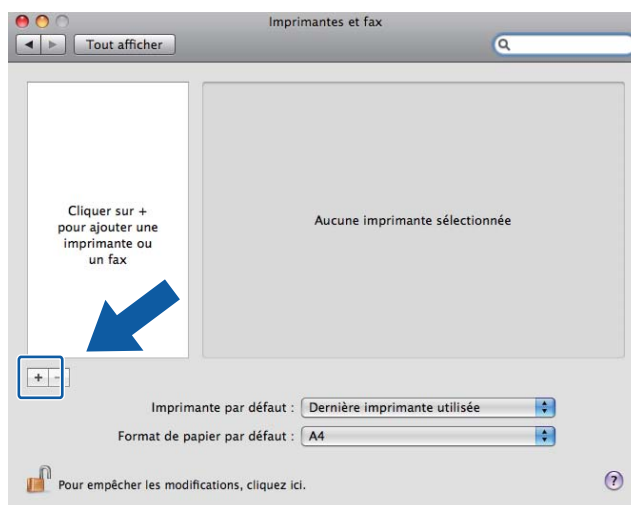 Imprimantes et fax
Tout afficher
Cliquer sur +
pour ajouter une
imprimante ou
un fax
Aucune imprimante sélectionnée
+ -
Imprimante par défaut : Dernière imprimante utilisée
Format de papier par défaut : A4
Pour empêcher les modifications, cliquez ici.
?